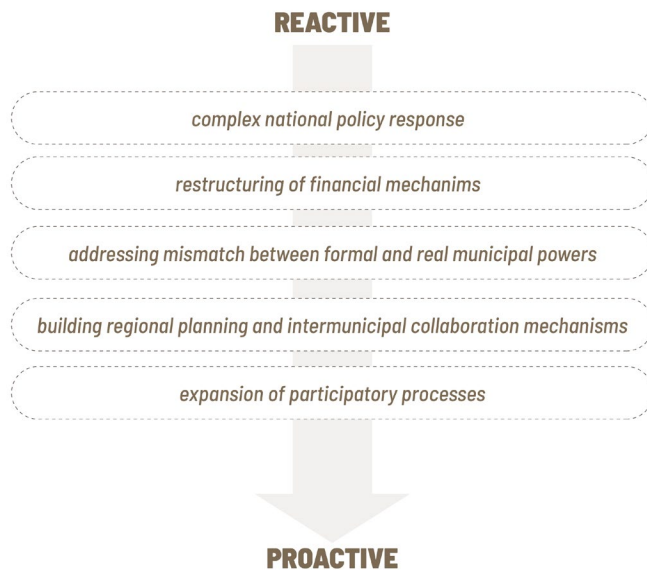 REACTIVE
complex national policy response
restructuring of financial mechanims
addressing mismatch between formal and real municipal powers
building regional planning and intermunicipal collaboration mechanisms
expansion of participatory processes
PROACTIVE